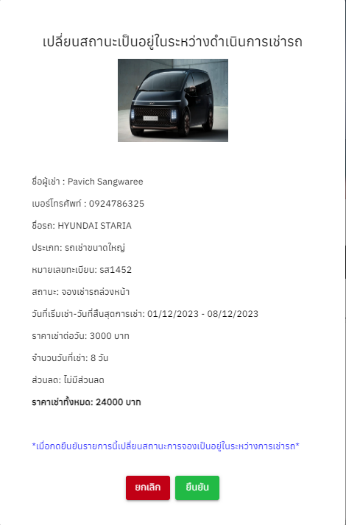 เปลี่ยนสถานะเป็นอยู่ในระหว่างดำเนินการเช่ารถ
ชื่อผู้เช่า : Pavich Sangwaree
เบอร์โทรศัพท์ : 0924786325
ชื่อรถ: HYUNDAI STARIA
ประเภท: รถเช่าขนาดใหญ่
หมายเลขทะเบียน: รส1452
สถานะ: จองเช่ารถล่วงหน้า
วันที่เริ่มเช่า-วันที่สิ้นสุดการเช่า: 01/12/2023 - 08/12/2023
ราคาเช่าต่อวัน: 3000 บาท
จำนวนวันที่เช่า: 8 วัน
ส่วนลด: ไม่มีส่วนลด
ราคาเช่าทั้งหมด: 24000 บาท
*เมื่อกดยืนยันรายการนี้เปลี่ยนสถานะการจองเป็นอยู่ในระหว่างการเช่ารถ*
ยกเลิก ยืนยัน